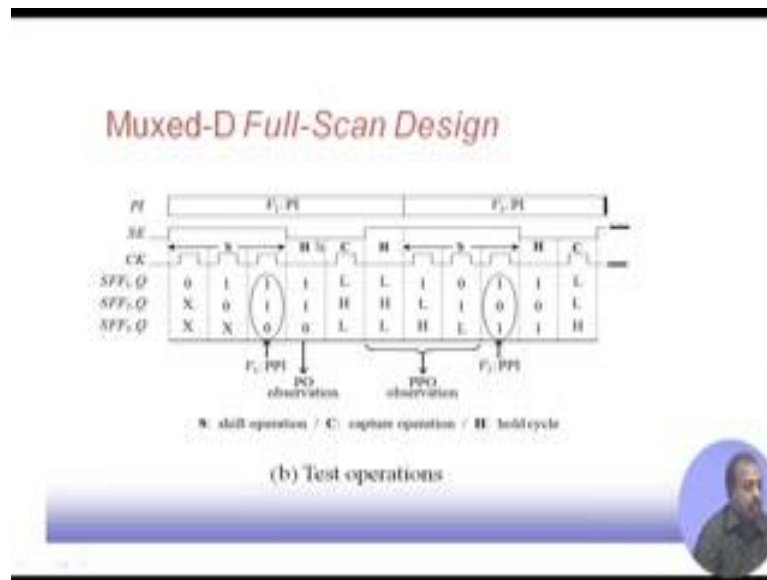 Muxed-D Full-Scan Design
PI V₁: PI V₂: PI
SE
S H C H S H C
CK
SFF₁.Q 0 1 1 1 L L 1 0 1 1 L
SFF₂.Q X 0 1 1 H H L 1 0 0 L
SFF₃.Q X X 0 0 L L H L 1 1 H
V₁: PPI V₂: PPI
PO PPO
observation observation
S: shift operation / C: capture operation / H: hold cycle
(b) Test operations